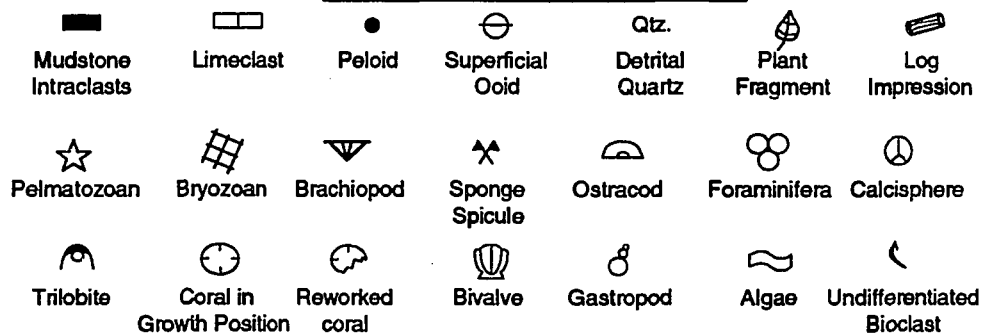 Qtz.
Mudstone Limeclast Peloid Superficial Detrital Plant Log
Intraclasts Ooid Quartz Fragment Impression
Pelmatozoan Bryozoan Brachiopod Sponge Ostracod Foraminifera Calcisphere
Spicule
Trilobite Coral in Reworked Bivalve Gastropod Algae Undifferentiated
Growth Position coral Bioclast